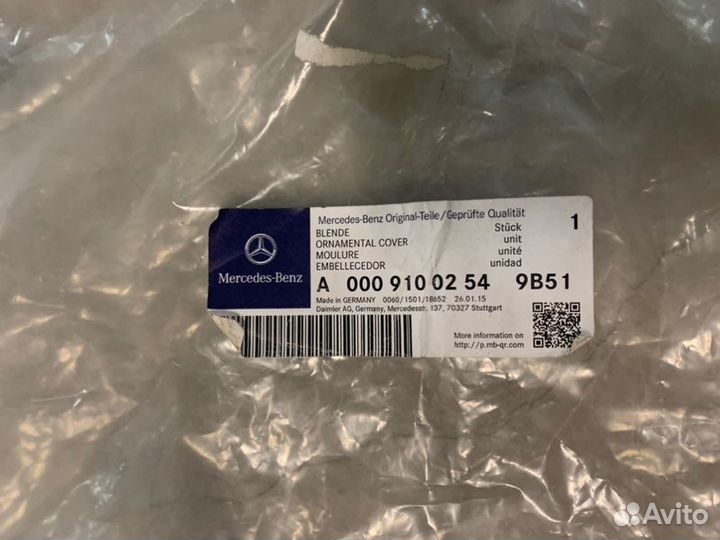 Mercedes-Benz Original-Teile/Geprüfte Qualität
BLENDE Stück 1
ORNAMENTAL COVER unit
MOULURE unité
EMBELLECEDOR unidad
Mercedes-Benz
A 000 910 02 54 9B51
Made in GERMANY 0060/1501/18652 26.01.15
Daimler AG, Germany, Mercedesstr. 137, 70327 Stuttgart
More information on
http://p.mb-qr.com
Avito